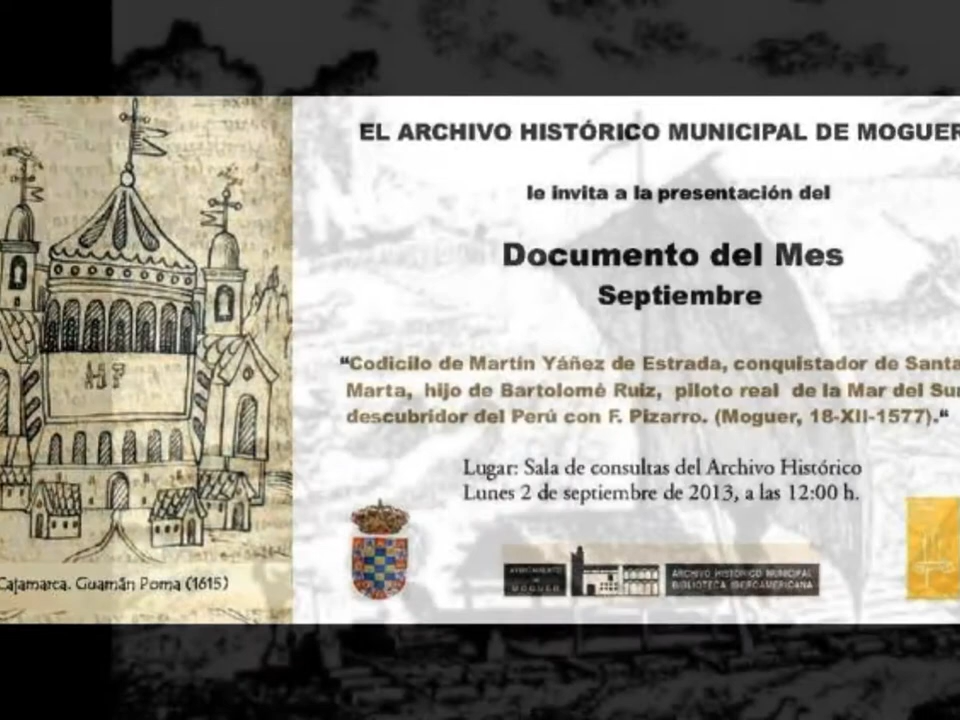 EL ARCHIVO HISTÓRICO MUNICIPAL DE MOGUER
le invita a la presentación del
Documento del Mes
Septiembre
“Codicilo de Martín Yáñez de Estrada, conquistador de Santa
Marta, hijo de Bartolomé Ruiz, piloto real de la Mar del Sur
descubridor del Perú con F. Pizarro. (Moguer, 18-XII-1577).“
Lugar: Sala de consultas del Archivo Histórico
Lunes 2 de septiembre de 2013, a las 12:00 h.
Cajamarca. Guamán Poma (1615)
AYUNTAMIENTO
DE
MOGUER
ARCHIVO HISTÓRICO MUNICIPAL
BIBLIOTECA IBEROAMERICANA